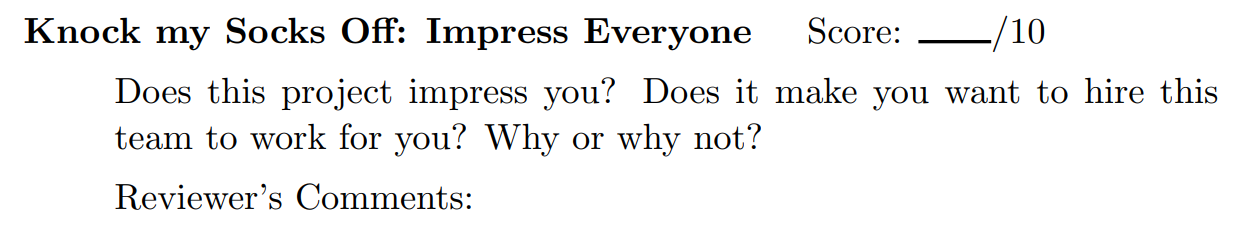 Knock my Socks Off: Impress Everyone Score: ___/10
Does this project impress you? Does it make you want to hire this
team to work for you? Why or why not?
Reviewer's Comments: